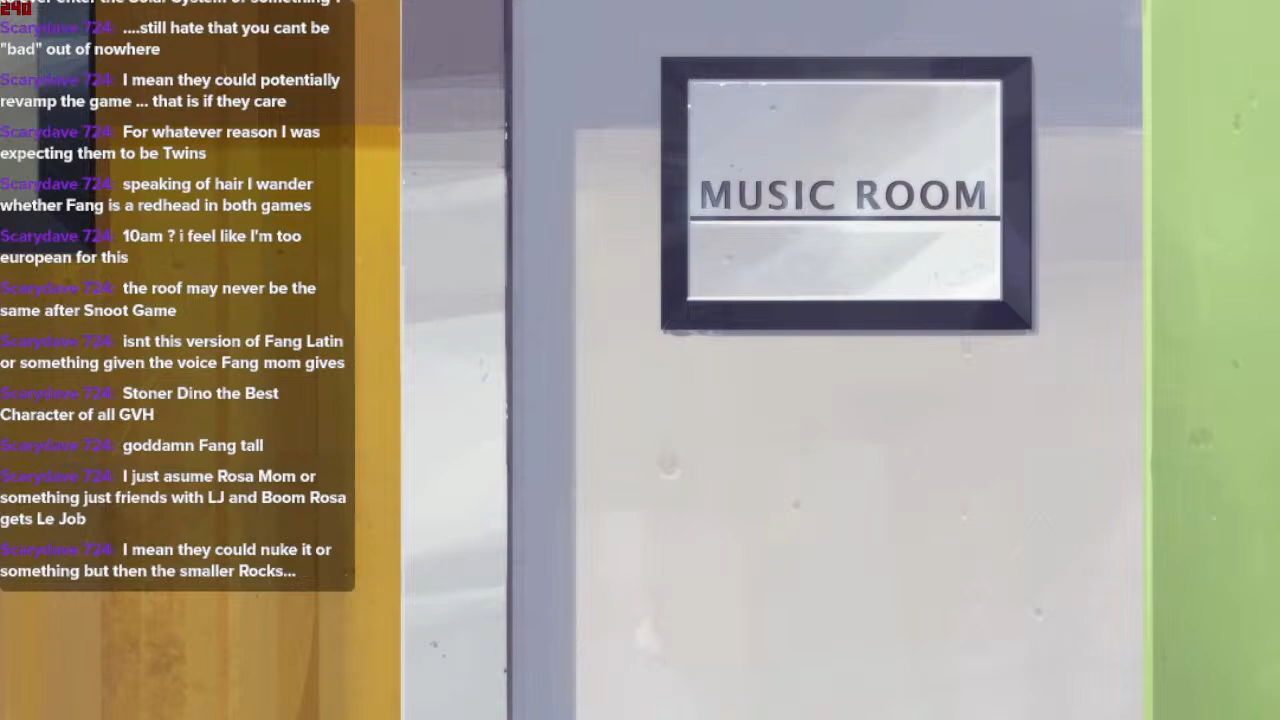 240
Scarydave 724: ....still hate that you cant be
"bad" out of nowhere
Scarydave 724: I mean they could potentially
revamp the game ... that is if they care
Scarydave 724: For whatever reason I was
expecting them to be Twins
Scarydave 724: speaking of hair I wander
whether Fang is a redhead in both games
Scarydave 724: 10am ? i feel like I'm too
european for this
Scarydave 724: the roof may never be the
same after Snoot Game
Scarydave 724: isnt this version of Fang Latin
or something given the voice Fang mom gives
Scarydave 724: Stoner Dino the Best
Character of all GVH
Scarydave 724: goddamn Fang tall
Scarydave 724: I just asume Rosa Mom or
something just friends with LJ and Boom Rosa
gets Le Job
Scarydave 724: I mean they could nuke it or
something but then the smaller Rocks...
MUSIC ROOM